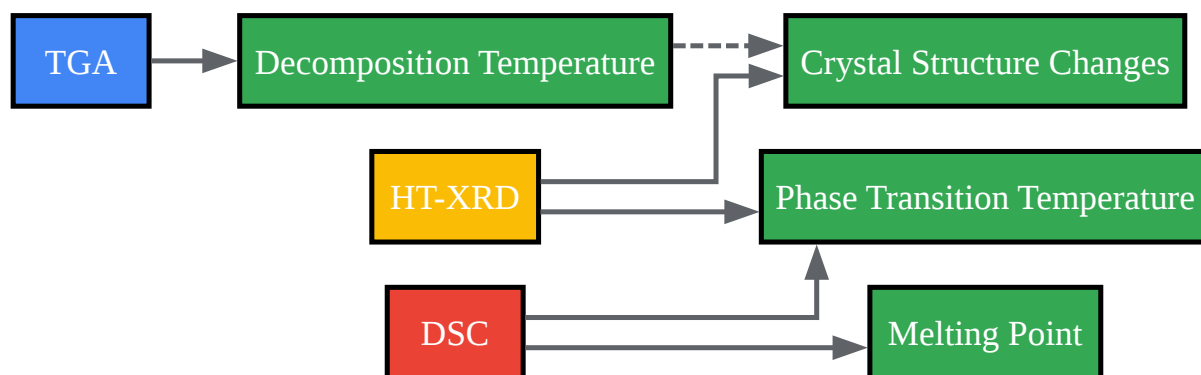 TGA
Decomposition Temperature
Crystal Structure Changes
HT-XRD
Phase Transition Temperature
DSC
Melting Point